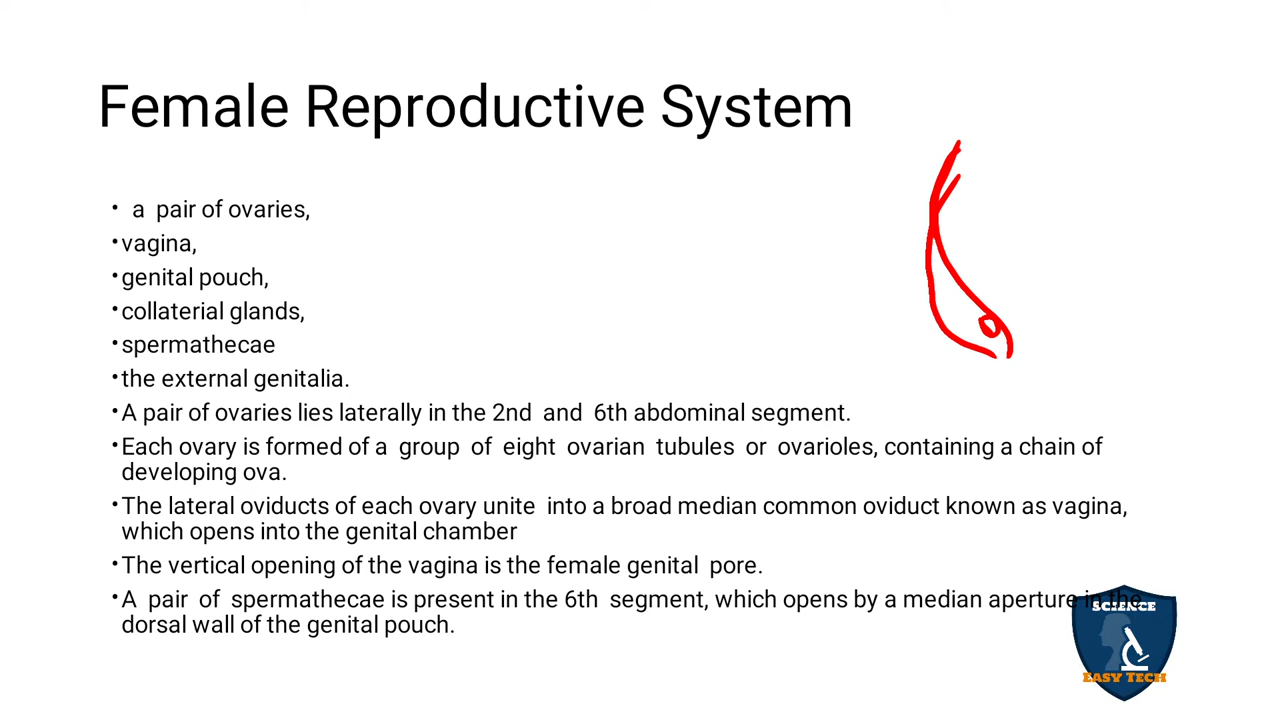 Female Reproductive System
• a pair of ovaries,
•vagina,
•genital pouch,
•collaterial glands,
•spermathecae
•the external genitalia.
•A pair of ovaries lies laterally in the 2nd and 6th abdominal segment.
•Each ovary is formed of a group of eight ovarian tubules or ovarioles, containing a chain of
developing ova.
•The lateral oviducts of each ovary unite into a broad median common oviduct known as vagina,
which opens into the genital chamber
•The vertical opening of the vagina is the female genital pore.
•A pair of spermathecae is present in the 6th segment, which opens by a median aperture in the
dorsal wall of the genital pouch.
SCIENCE
EASY TECH